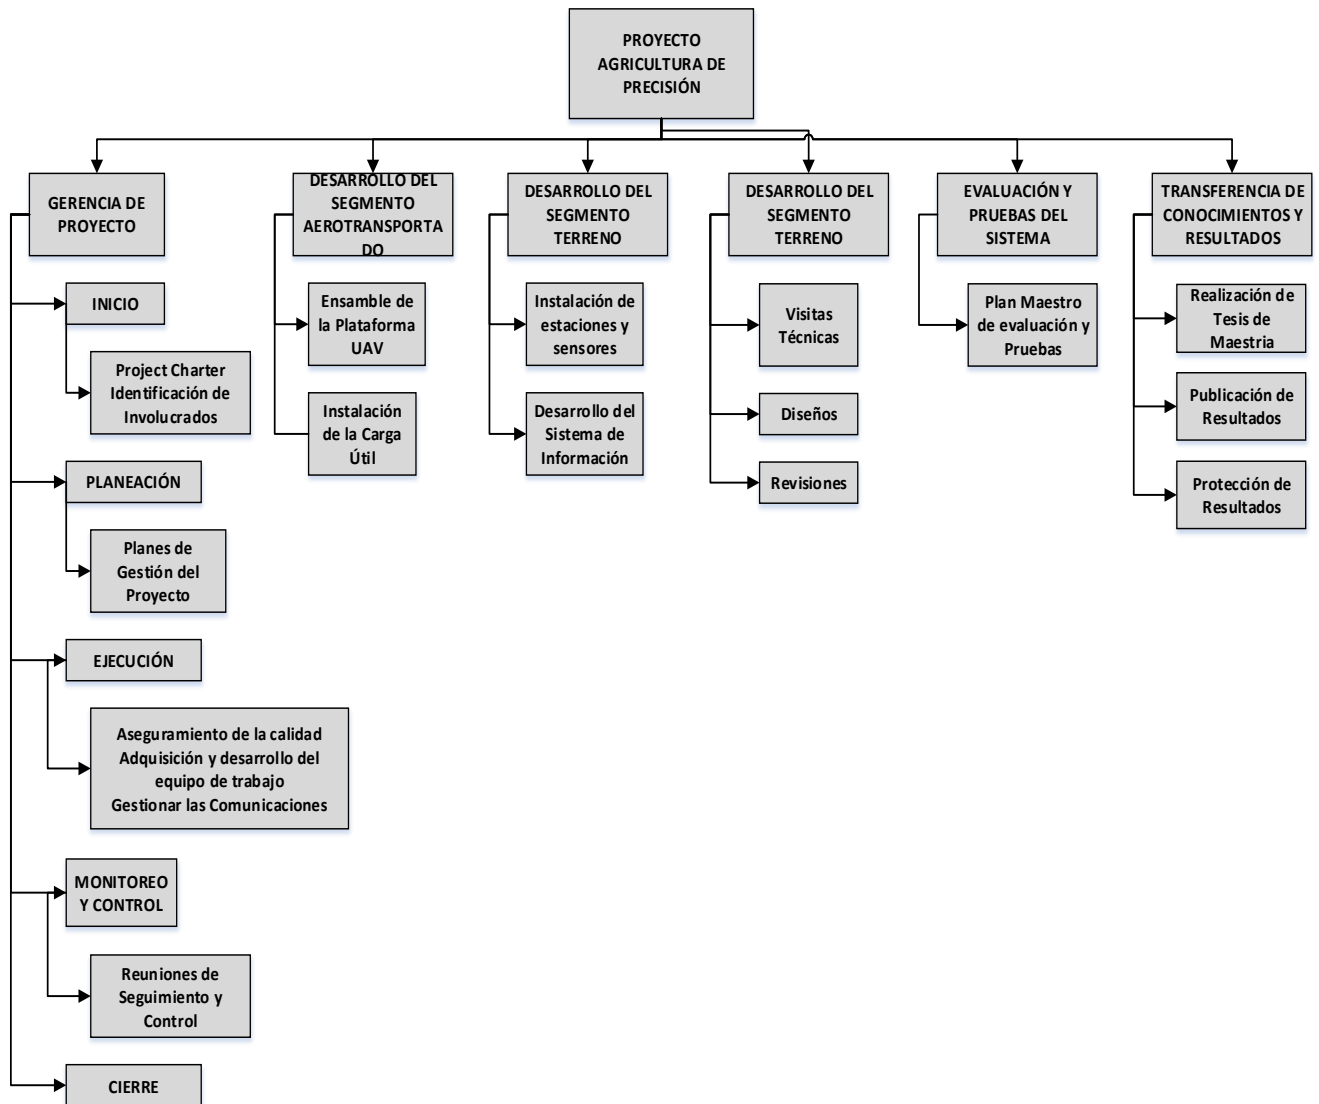 PROYECTO
AGRICULTURA DE
PRECISIÓN
GERENCIA DE
PROYECTO
INICIO
Project Charter
Identificación de
Involucrados
PLANEACIÓN
Planes de
Gestión del
Proyecto
EJECUCIÓN
Aseguramiento de la calidad
Adquisición y desarrollo del
equipo de trabajo
Gestionar las Comunicaciones
MONITOREO
Y CONTROL
Reuniones de
Seguimiento y
Control
CIERRE
DESARROLLO DEL
SEGMENTO
AEROTRANSPORTA
DO
Ensamble de
la Plataforma
UAV
Instalación
de la Carga
Útil
DESARROLLO DEL
SEGMENTO
TERRENO
Instalación de
estaciones y
sensores
Desarrollo del
Sistema de
Información
DESARROLLO DEL
SEGMENTO
TERRENO
Visitas
Técnicas
Diseños
Revisiones
EVALUACIÓN Y
PRUEBAS DEL
SISTEMA
Plan Maestro
de evaluación y
Pruebas
TRANSFERENCIA DE
CONOCIMIENTOS Y
RESULTADOS
Realización de
Tesis de
Maestria
Publicación de
Resultados
Protección de
Resultados